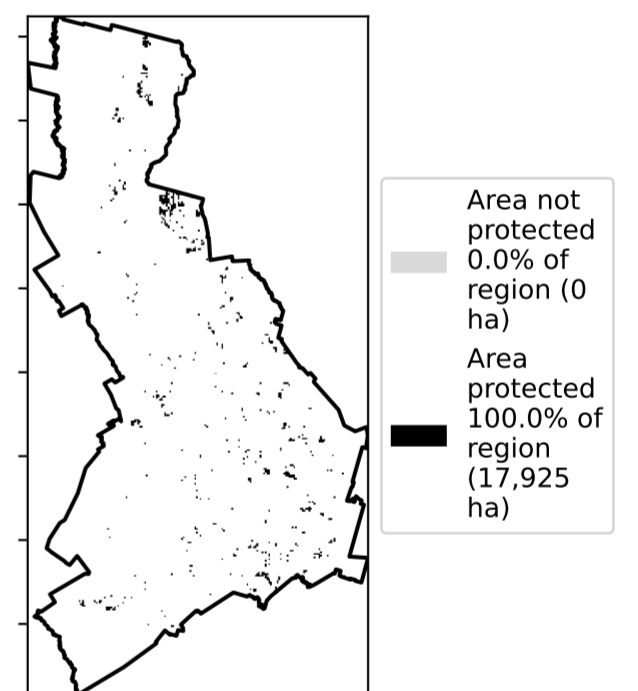 Area not
protected
0.0% of
region (0
ha)
Area
protected
100.0% of
region
(17,925
ha)